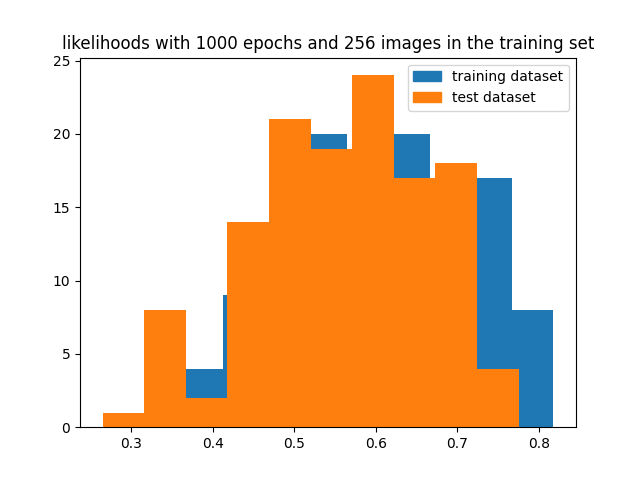 likelihoods with 1000 epochs and 256 images in the training set
25
20
15
10
5
0
training dataset
test dataset
0.3 0.4 0.5 0.6 0.7 0.8